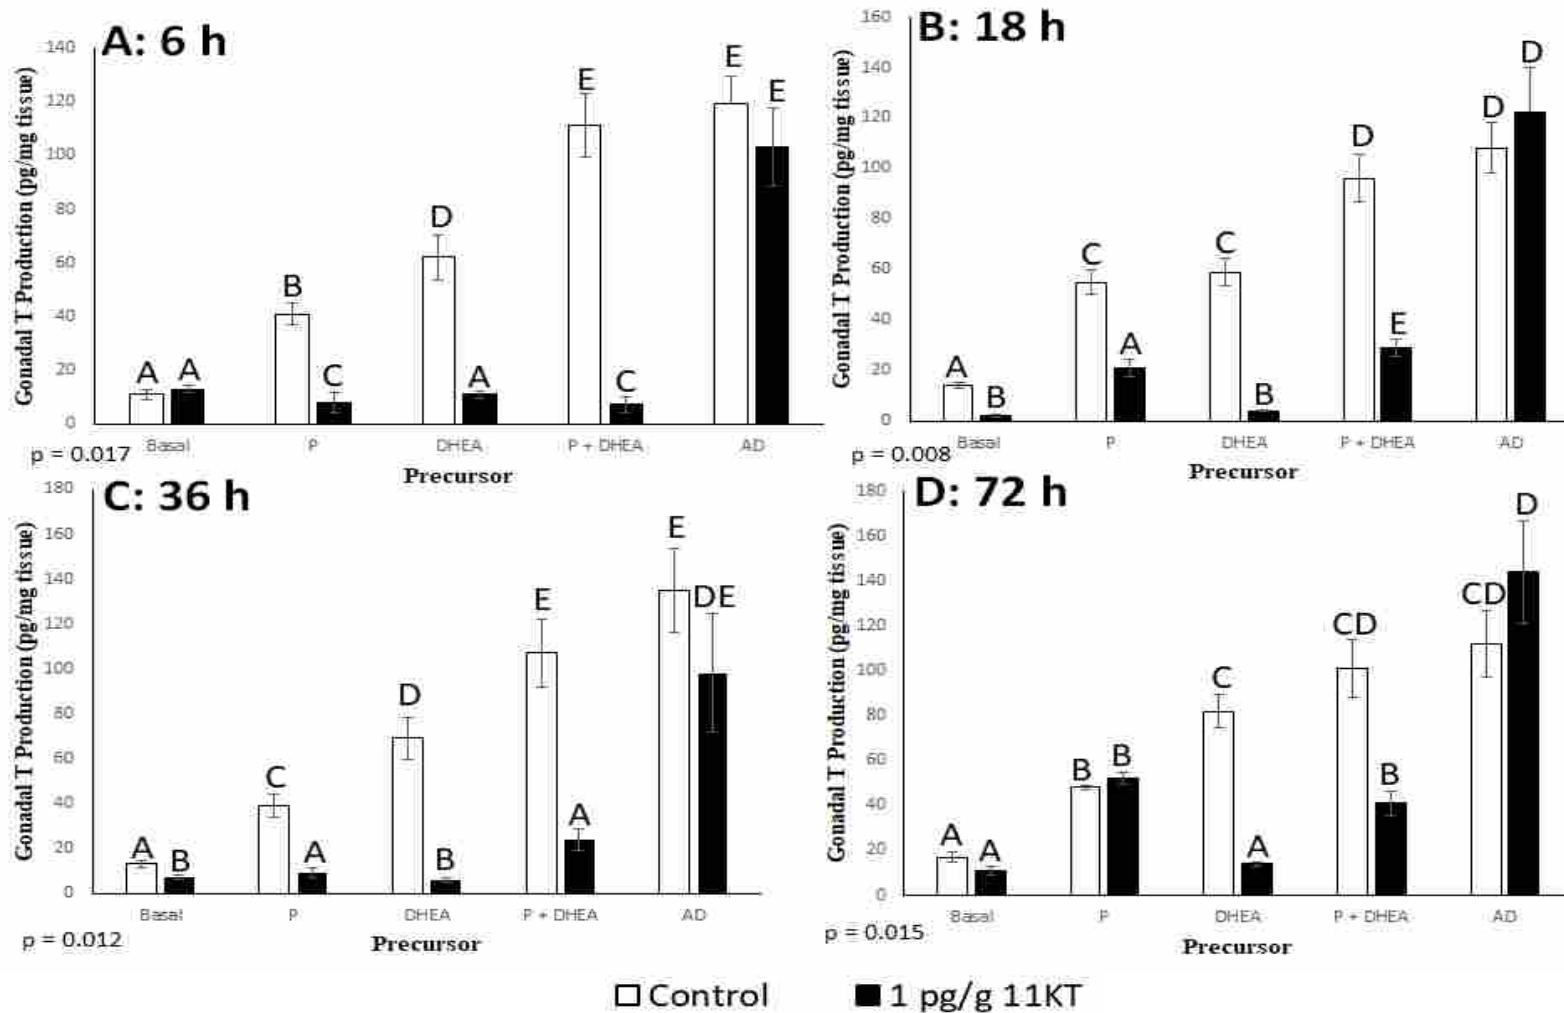 A: 6 h
Gonadal T Production (pg/mg tissue)
140
120
100
80
60
40
20
0
A
A
B
C
D
A
E
C
E
E
Basal
P
DHEA
P + DHEA
AD
p = 0.017
Precursor
B: 18 h
Gonadal T Production (pg/mg tissue)
160
140
120
100
80
60
40
20
0
A
B
C
A
C
B
D
E
D
D
Basal
P
DHEA
P + DHEA
AD
p = 0.008
Precursor
C: 36 h
Gonadal T Production (pg/mg tissue)
180
160
140
120
100
80
60
40
20
0
A
B
C
A
D
B
E
A
E
DE
Basal
P
DHEA
P + DHEA
AD
p = 0.012
Precursor
D: 72 h
Gonadal T Production (pg/mg tissue)
180
160
140
120
100
80
60
40
20
0
A
A
B
B
C
A
CD
B
CD
D
Basal
P
DHEA
P + DHEA
AD
p = 0.015
Precursor
Control
1 pg/g 11KT